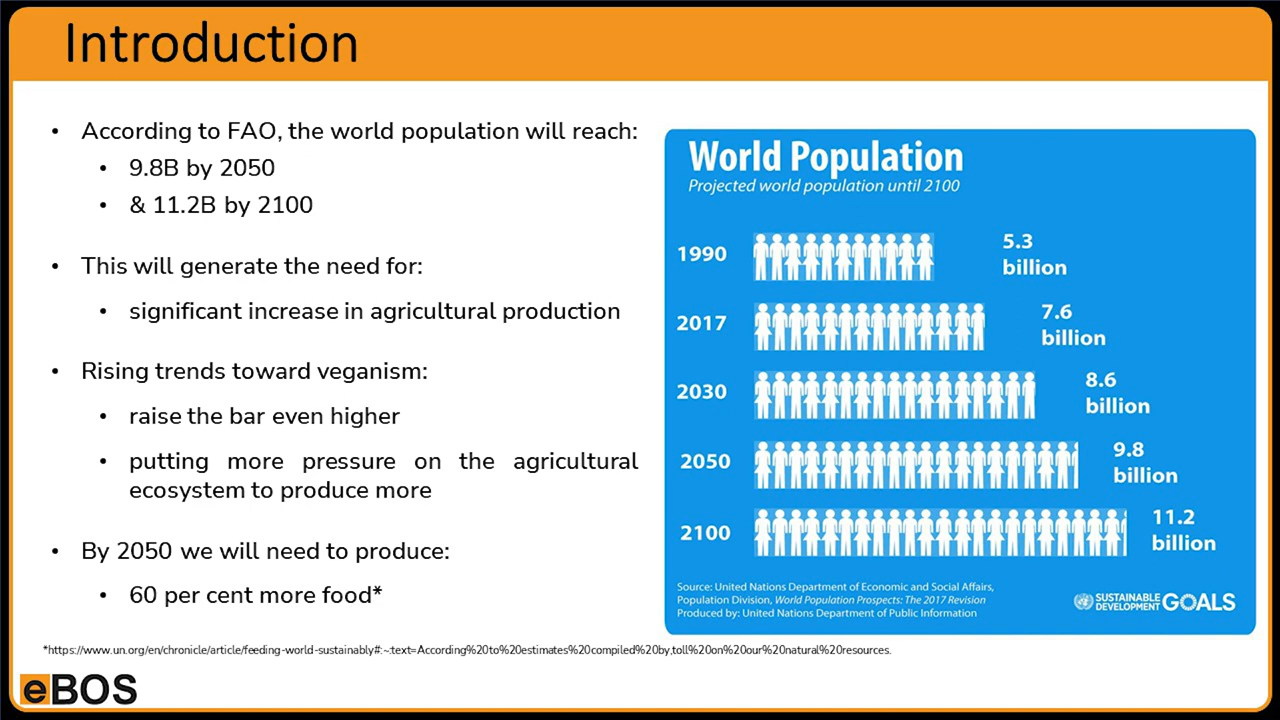 Introduction
• According to FAO, the world population will reach:
• 9.8B by 2050
• & 11.2B by 2100
• This will generate the need for:
• significant increase in agricultural production
• Rising trends toward veganism:
• raise the bar even higher
• putting more pressure on the agricultural
ecosystem to produce more
• By 2050 we will need to produce:
• 60 per cent more food*
World Population
Projected world population until 2100
1990
5.3
billion
2017
7.6
billion
2030
8.6
billion
2050
9.8
billion
2100
11.2
billion
Source: United Nations Department of Economic and Social Affairs,
Population Division, World Population Prospects: The 2017 Revision
Produced by: United Nations Department of Public Information
SUSTAINABLE
DEVELOPMENT
GOALS
*https://www.un.org/en/chronicle/article/feeding-world-sustainably#:~:text=According%20to%20estimates%20compiled%20by,toll%20on%20our%20natural%20resources.
eBOS